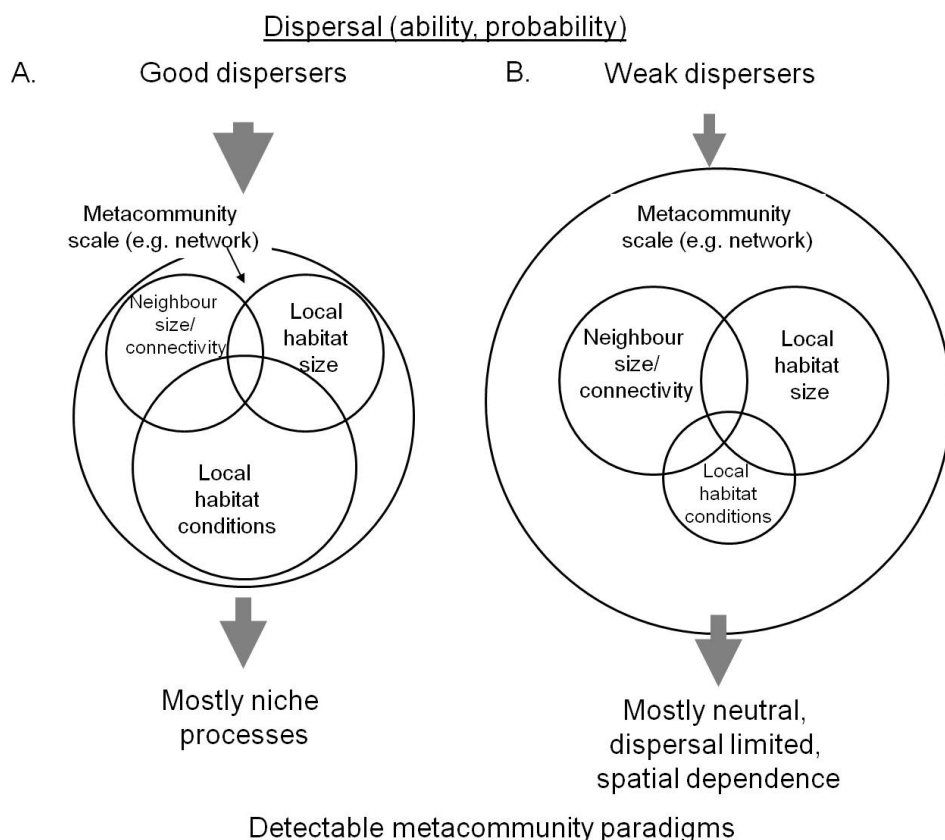 Dispersal (ability, probability)
A.
Good dispersers
B.
Weak dispersers
Metacommunity
scale (e.g. network)
Neighbour
size/
connectivity
Local
habitat
size
Local
habitat
conditions
Mostly niche
processes
Metacommunity
scale (e.g. network)
Neighbour
size/
connectivity
Local
habitat
size
Local
habitat
conditions
Mostly neutral,
dispersal limited,
spatial dependence
Detectable metacommunity paradigms